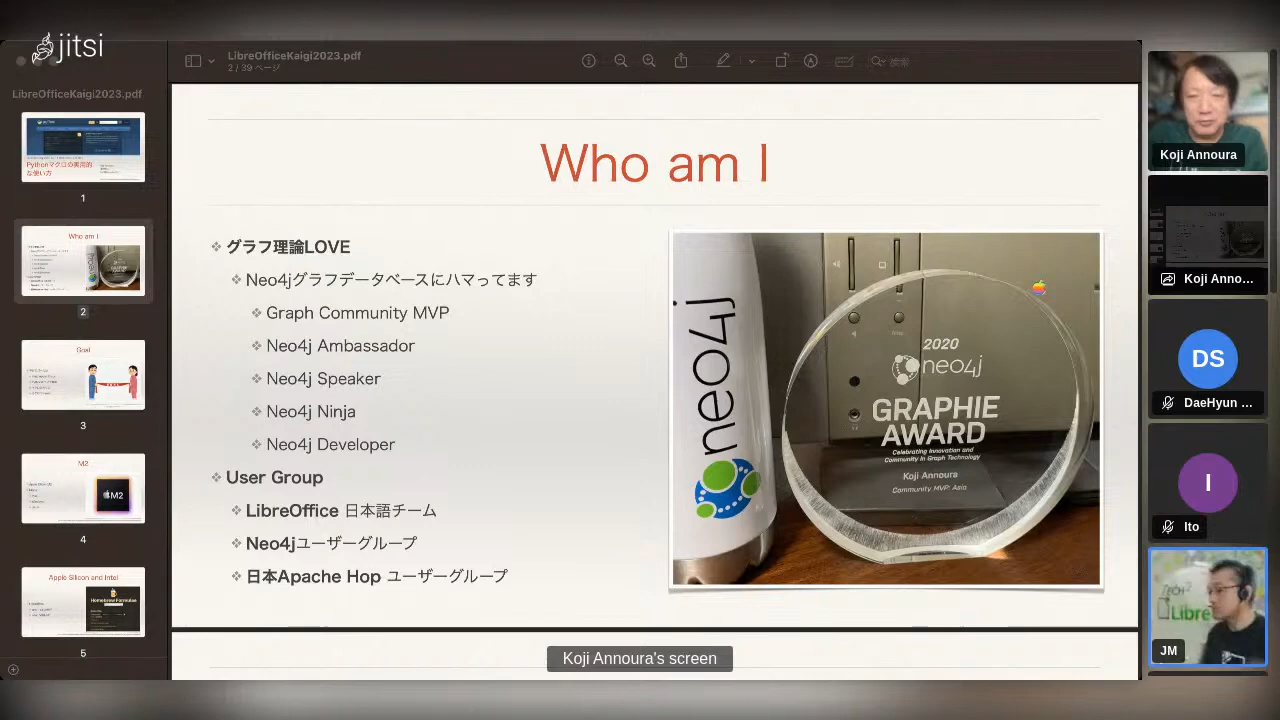 jitsi
LibreOfficeKaigi2023.pdf
2 / 39 ページ
検索
LibreOfficeKaigi2023.pdf
Pythonマクロの実用的
な使い方
1
Who am I
2
Goal
3
M2
M2
4
Apple Silicon and Intel
Homebrew Formulae
5
Who am I
グラフ理論LOVE
Neo4jグラフデータベースにハマってます
Graph Community MVP
Neo4j Ambassador
Neo4j Speaker
Neo4j Ninja
Neo4j Developer
User Group
LibreOffice 日本語チーム
Neo4jユーザーグループ
日本Apache Hop ユーザーグループ
neo4j
2020
neo4j
GRAPHIE
AWARD
Celebrating Innovation and
Community in Graph Technology
Koji Annoura
Community MVP: Asia
Koji Annoura's screen
Koji Annoura
Koji Anno...
DS
DaeHyun ...
I
Ito
Libre
JM